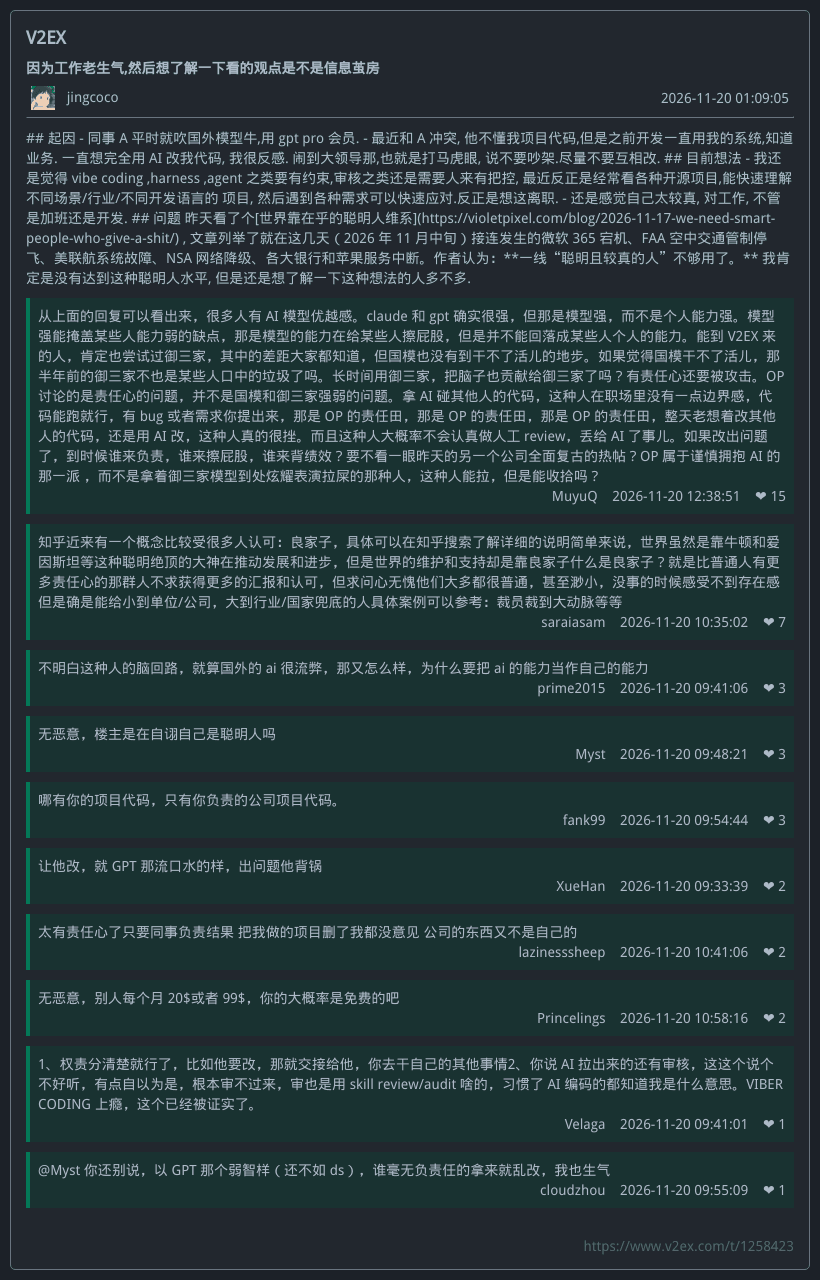 V2EX
因为工作老生气,然后想了解一下看的观点是不是信息茧房
jingcoco 2026-11-20 01:09:05
## 起因 - 同事 A 平时就吹国外模型牛,用 gpt pro 会员. - 最近和 A 冲突, 他不懂我项目代码,但是之前开发一直用我的系统,知道
业务. 一直想完全用 AI 改我代码, 我很反感. 闹到大领导那,也就是打马虎眼, 说不要吵架.尽量不要互相改. ## 目前想法 - 我还
是觉得 vibe coding ,harness ,agent 之类要有约束,审核之类还是需要人来有把控, 最近反正是经常看各种开源项目,能快速理解
不同场景/行业/不同开发语言的 项目, 然后遇到各种需求可以快速应对.反正是想这离职. - 还是感觉自己太较真, 对工作, 不管
是加班还是开发. ## 问题 昨天看了个[世界靠在乎的聪明人维系](https://violetpixel.com/blog/2026-11-17-we-need-smart-
people-who-give-a-shit/) , 文章列举了就在这几天（2026 年 11 月中旬）接连发生的微软 365 宕机、FAA 空中交通管制停
飞、美联航系统故障、NSA 网络降级、各大银行和苹果服务中断。作者认为：**一线“聪明且较真的人”不够用了。** 我肯
定是没有达到这种聪明人水平, 但是还是想了解一下这种想法的人多不多.
从上面的回复可以看出来，很多人有 AI 模型优越感。claude 和 gpt 确实很强，但那是模型强，而不是个人能力强。模型
强能掩盖某些人能力弱的缺点，那是模型的能力在给某些人擦屁股，但是并不能回落成某些人个人的能力。能到 V2EX 来
的人，肯定也尝试过御三家，其中的差距大家都知道，但国模也没有到干不了活儿的地步。如果觉得国模干不了活儿，那
半年前的御三家不也是某些人口中的垃圾了吗。长时间用御三家，把脑子也贡献给御三家了吗？有责任心还要被攻击。OP
讨论的是责任心的问题，并不是国模和御三家强弱的问题。拿 AI 碰其他人的代码，这种人在职场里没有一点边界感，代
码能跑就行，有 bug 或者需求你提出来，那是 OP 的责任田，那是 OP 的责任田，那是 OP 的责任田，整天老想着改其他
人的代码，还是用 AI 改，这种人真的很挫。而且这种人大概率不会认真做人工 review，丢给 AI 了事儿。如果改出问题
了，到时候谁来负责，谁来擦屁股，谁来背绩效？要不看一眼昨天的另一个公司全面复古的热帖？OP 属于谨慎拥抱 AI 的
那一派 ，而不是拿着御三家模型到处炫耀表演拉屎的那种人，这种人能拉，但是能收拾吗？
MuyuQ 2026-11-20 12:38:51 ❤ 15
知乎近来有一个概念比较受很多人认可：良家子，具体可以在知乎搜索了解详细的说明简单来说，世界虽然是靠牛顿和爱
因斯坦等这种聪明绝顶的大神在推动发展和进步，但是世界的维护和支持却是靠良家子什么是良家子？就是比普通人有更
多责任心的那群人不求获得更多的汇报和认可，但求问心无愧他们大多都很普通，甚至渺小，没事的时候感受不到存在感
但是确是能给小到单位/公司，大到行业/国家兜底的人具体案例可以参考：裁员裁到大动脉等等
saraiasam 2026-11-20 10:35:02 ❤ 7
不明白这种人的脑回路，就算国外的 ai 很流弊，那又怎么样，为什么要把 ai 的能力当作自己的能力
prime2015 2026-11-20 09:41:06 ❤ 3
无恶意，楼主是在自诩自己是聪明人吗
Myst 2026-11-20 09:48:21 ❤ 3
哪有你的项目代码，只有你负责的公司项目代码。
fank99 2026-11-20 09:54:44 ❤ 3
让他改，就 GPT 那流口水的样，出问题他背锅
XueHan 2026-11-20 09:33:39 ❤ 2
太有责任心了只要同事负责结果 把我做的项目删了我都没意见 公司的东西又不是自己的
lazinesssheep 2026-11-20 10:41:06 ❤ 2
无恶意，别人每个月 20$或者 99$，你的大概率是免费的吧
Princelings 2026-11-20 10:58:16 ❤ 2
1、权责分清楚就行了，比如他要改，那就交接给他，你去干自己的其他事情2、你说 AI 拉出来的还有审核，这这个说个
不好听，有点自以为是，根本审不过来，审也是用 skill review/audit 啥的，习惯了 AI 编码的都知道我是什么意思。VIBER
CODING 上瘾，这个已经被证实了。
Velaga 2026-11-20 09:41:01 ❤ 1
@Myst 你还别说，以 GPT 那个弱智样（还不如 ds），谁毫无负责任的拿来就乱改，我也生气
cloudzhou 2026-11-20 09:55:09 ❤ 1
https://www.v2ex.com/t/1258423